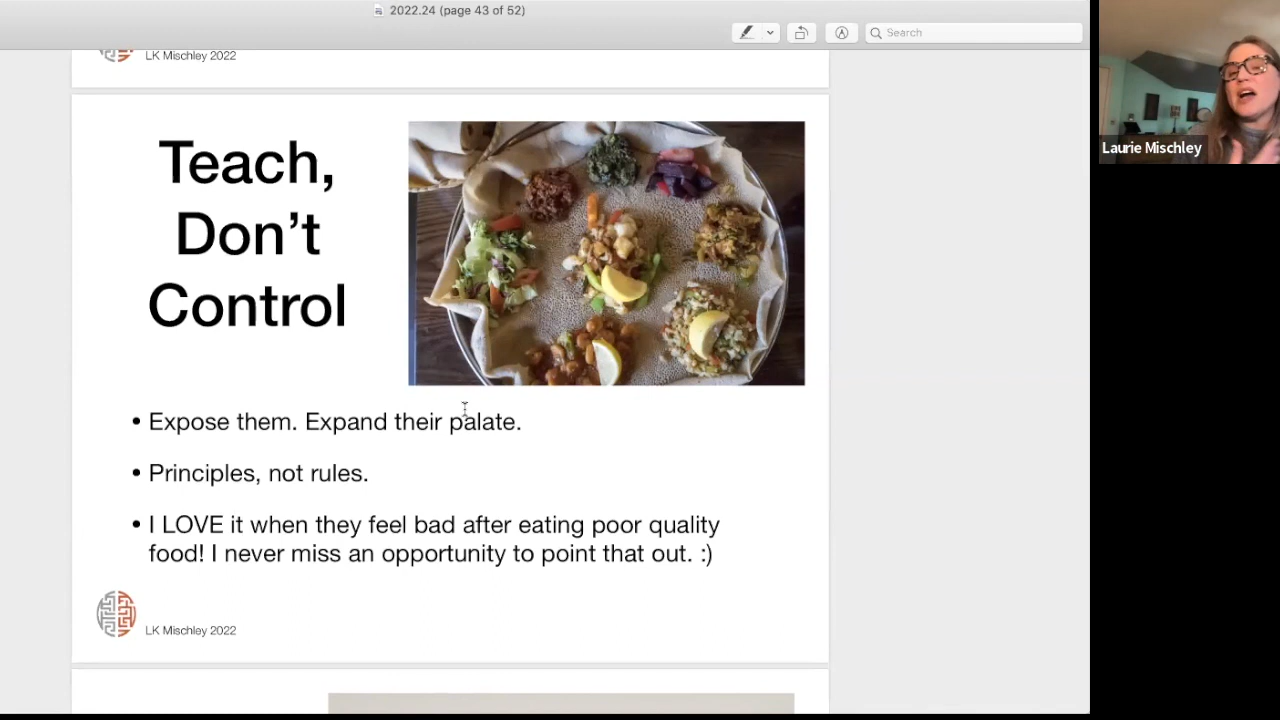 2022.24 (page 43 of 52)
Search
LK Mischley 2022
Laurie Mischley
Teach,
Don't
Control
• Expose them. Expand their palate.
• Principles, not rules.
• I LOVE it when they feel bad after eating poor quality
food! I never miss an opportunity to point that out. :)
LK Mischley 2022